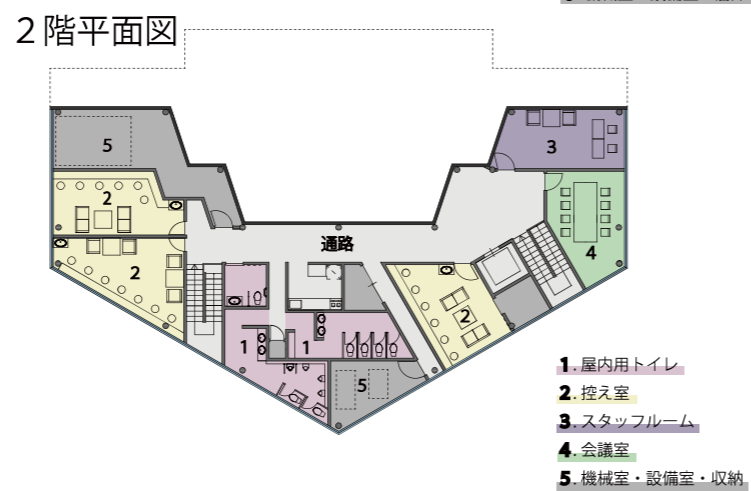 2階平面図
5
3
2
通路
4
2
2
1
1
5
1. 屋内用トイレ
2. 控え室
3. スタッフルーム
4. 会議室
5. 機械室・設備室・収納